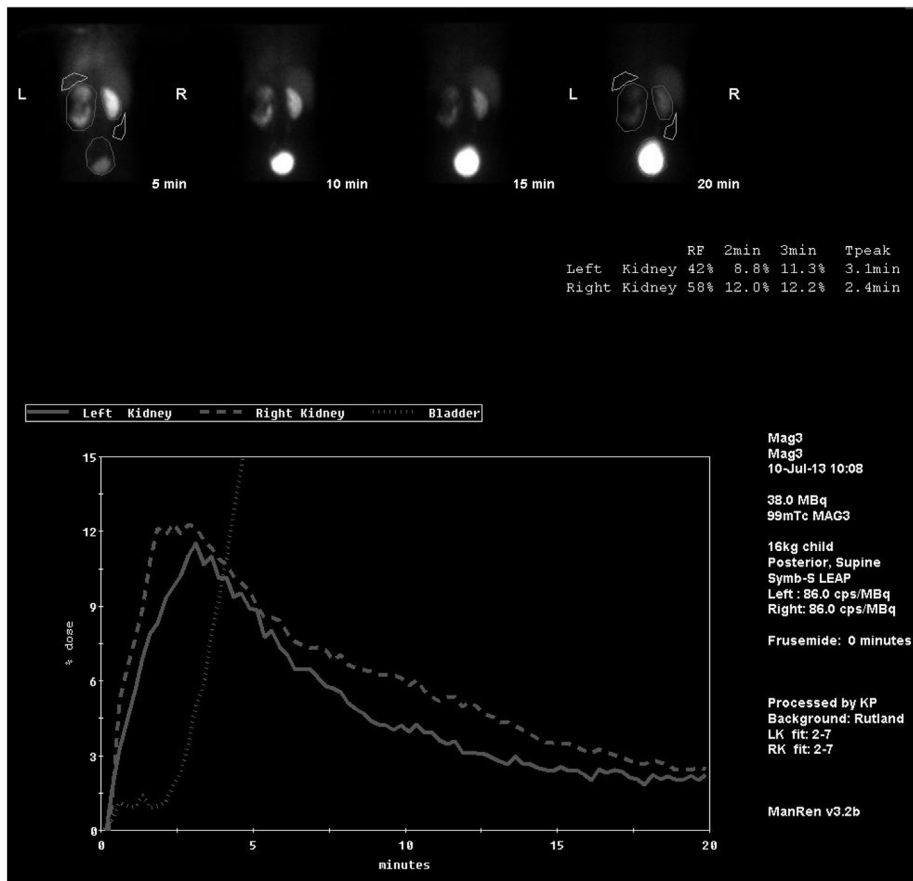 L
R
L
R
5 min
10 min
15 min
20 min
RF 2min 3min Tpeak
Left Kidney 42% 8.8% 11.3% 3.1min
Right Kidney 58% 12.0% 12.2% 2.4min
Left Kidney Right Kidney Bladder
15
12
9
6
3
0
% dose
0 5 10 15 20
minutes
Mag3
Mag3
10-Jul-13 10:08
38.0 MBq
99mTc MAG3
16kg child
Posterior, Supine
Symb-S LEAP
Left : 86.0 cps/MBq
Right: 86.0 cps/MBq
Frusemide: 0 minutes
Processed by KP
Background: Rutland
LK fit: 2-7
RK fit: 2-7
ManRen v3.2b